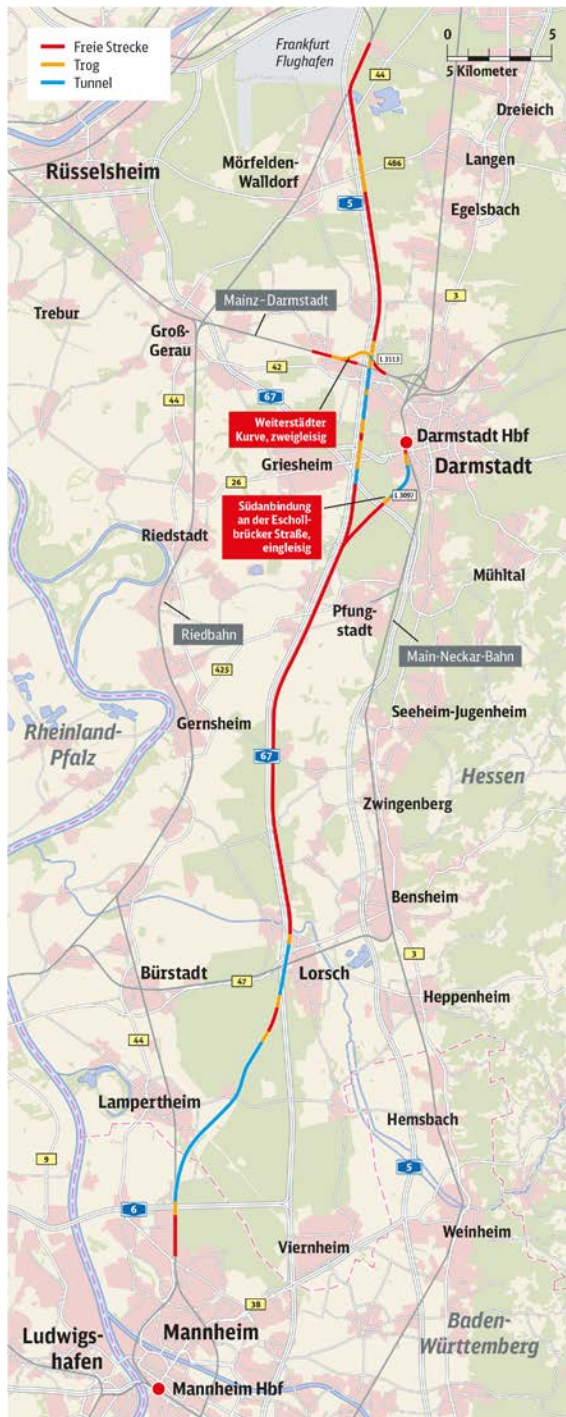 Freie Strecke
Trog
Tunnel
Frankfurt
Flughafen
0 5
5 Kilometer
44
Dreieich
Mörfelden-
Walldorf
486
Langen
Rüsselsheim
5
Egelsbach
Mainz–Darmstadt
3
Trebur
Groß-
Gerau
L 3113
42
67
44
Weiterstädter
Kurve, zweigleisig
Darmstadt Hbf
Darmstadt
Griesheim
26
L 3097
Südanbindung
an der Escholl-
brücker Straße,
eingleisig
Riedstadt
Mühltal
Pfung-
stadt
Riedbahn
Main-Neckar-Bahn
425
Gernsheim
Seeheim-Jugenheim
Rheinland-
Pfalz
67
Hessen
Zwingenberg
Bensheim
3
Bürstadt
47
Lorsch
Heppenheim
44
Lampertheim
Hemsbach
9
5
6
Weinheim
Viernheim
38
Ludwigs-
hafen
Mannheim
Baden-
Württemberg
Mannheim Hbf